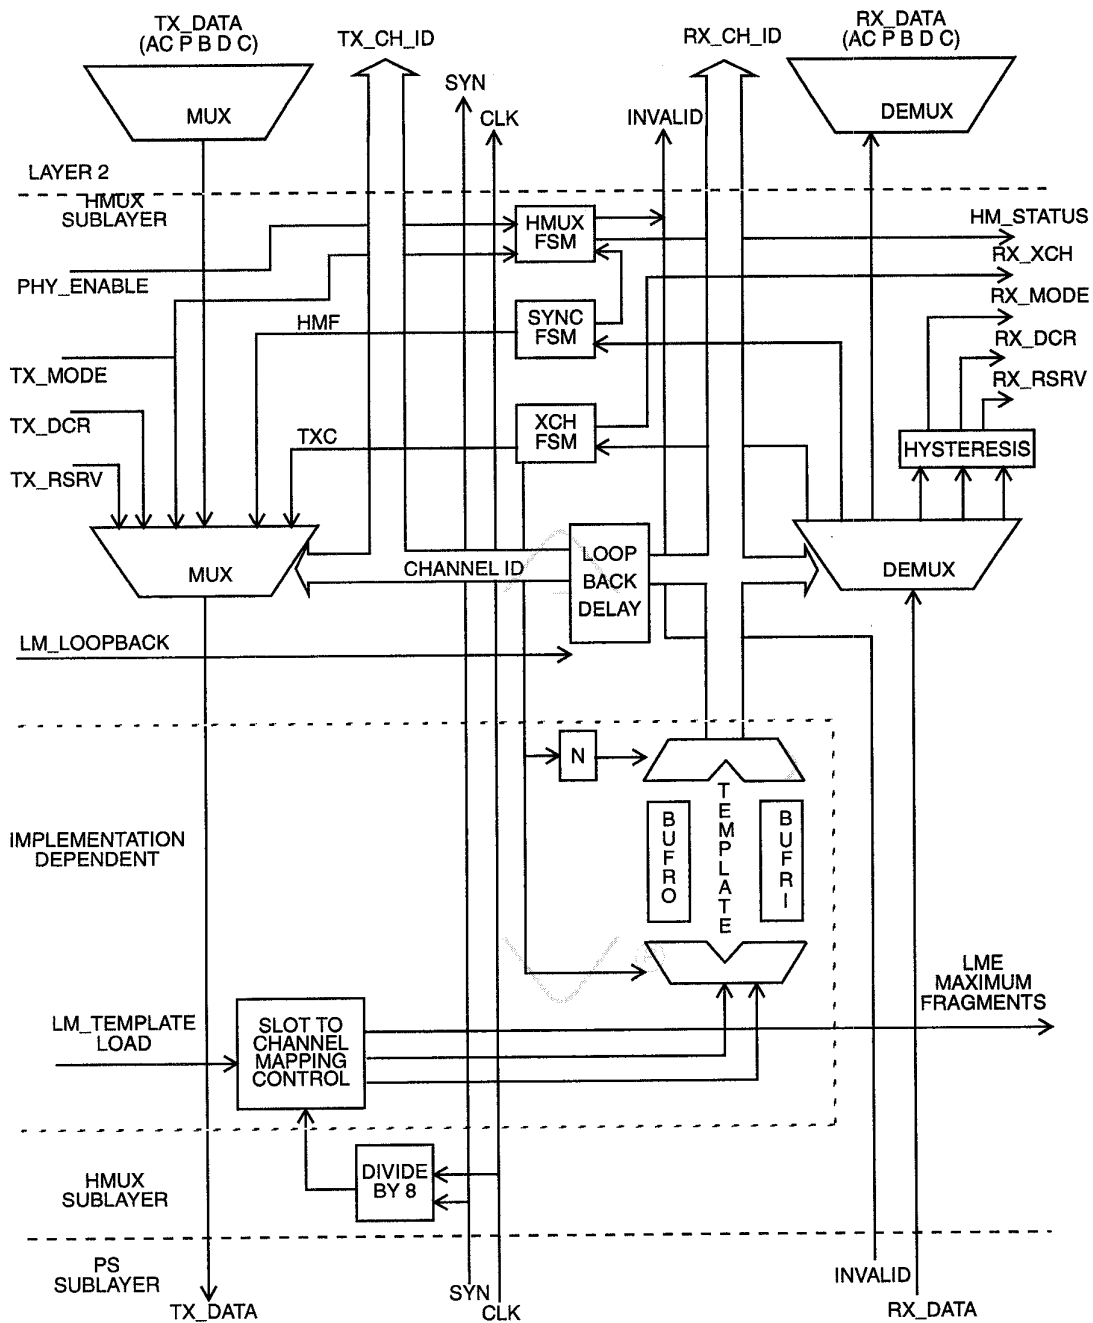 TX_DATA
(AC P B D C)
TX_CH_ID
SYN
CLK
INVALID
RX_CH_ID
RX_DATA
(AC P B D C)
MUX
DEMUX
LAYER 2
HMUX
SUBLAYER
PHY_ENABLE
HMUX
FSM
HM_STATUS
RX_XCH
RX_MODE
RX_DCR
RX_RSRV
HMF
SYNC
FSM
TX_MODE
TX_DCR
TX_RSRV
TXC
XCH
FSM
HYSTERESIS
MUX
CHANNEL ID
LOOP
BACK
DELAY
DEMUX
LM_LOOPBACK
N
IMPLEMENTATION
DEPENDENT
BUFRO
TEMPLATE
BUFRI
LME
MAXIMUM
FRAGMENTS
LM_TEMPLATE
LOAD
SLOT TO
CHANNEL
MAPPING
CONTROL
HMUX
SUBLAYER
DIVIDE
BY 8
PS
SUBLAYER
TX_DATA
SYN
CLK
INVALID
RX_DATA